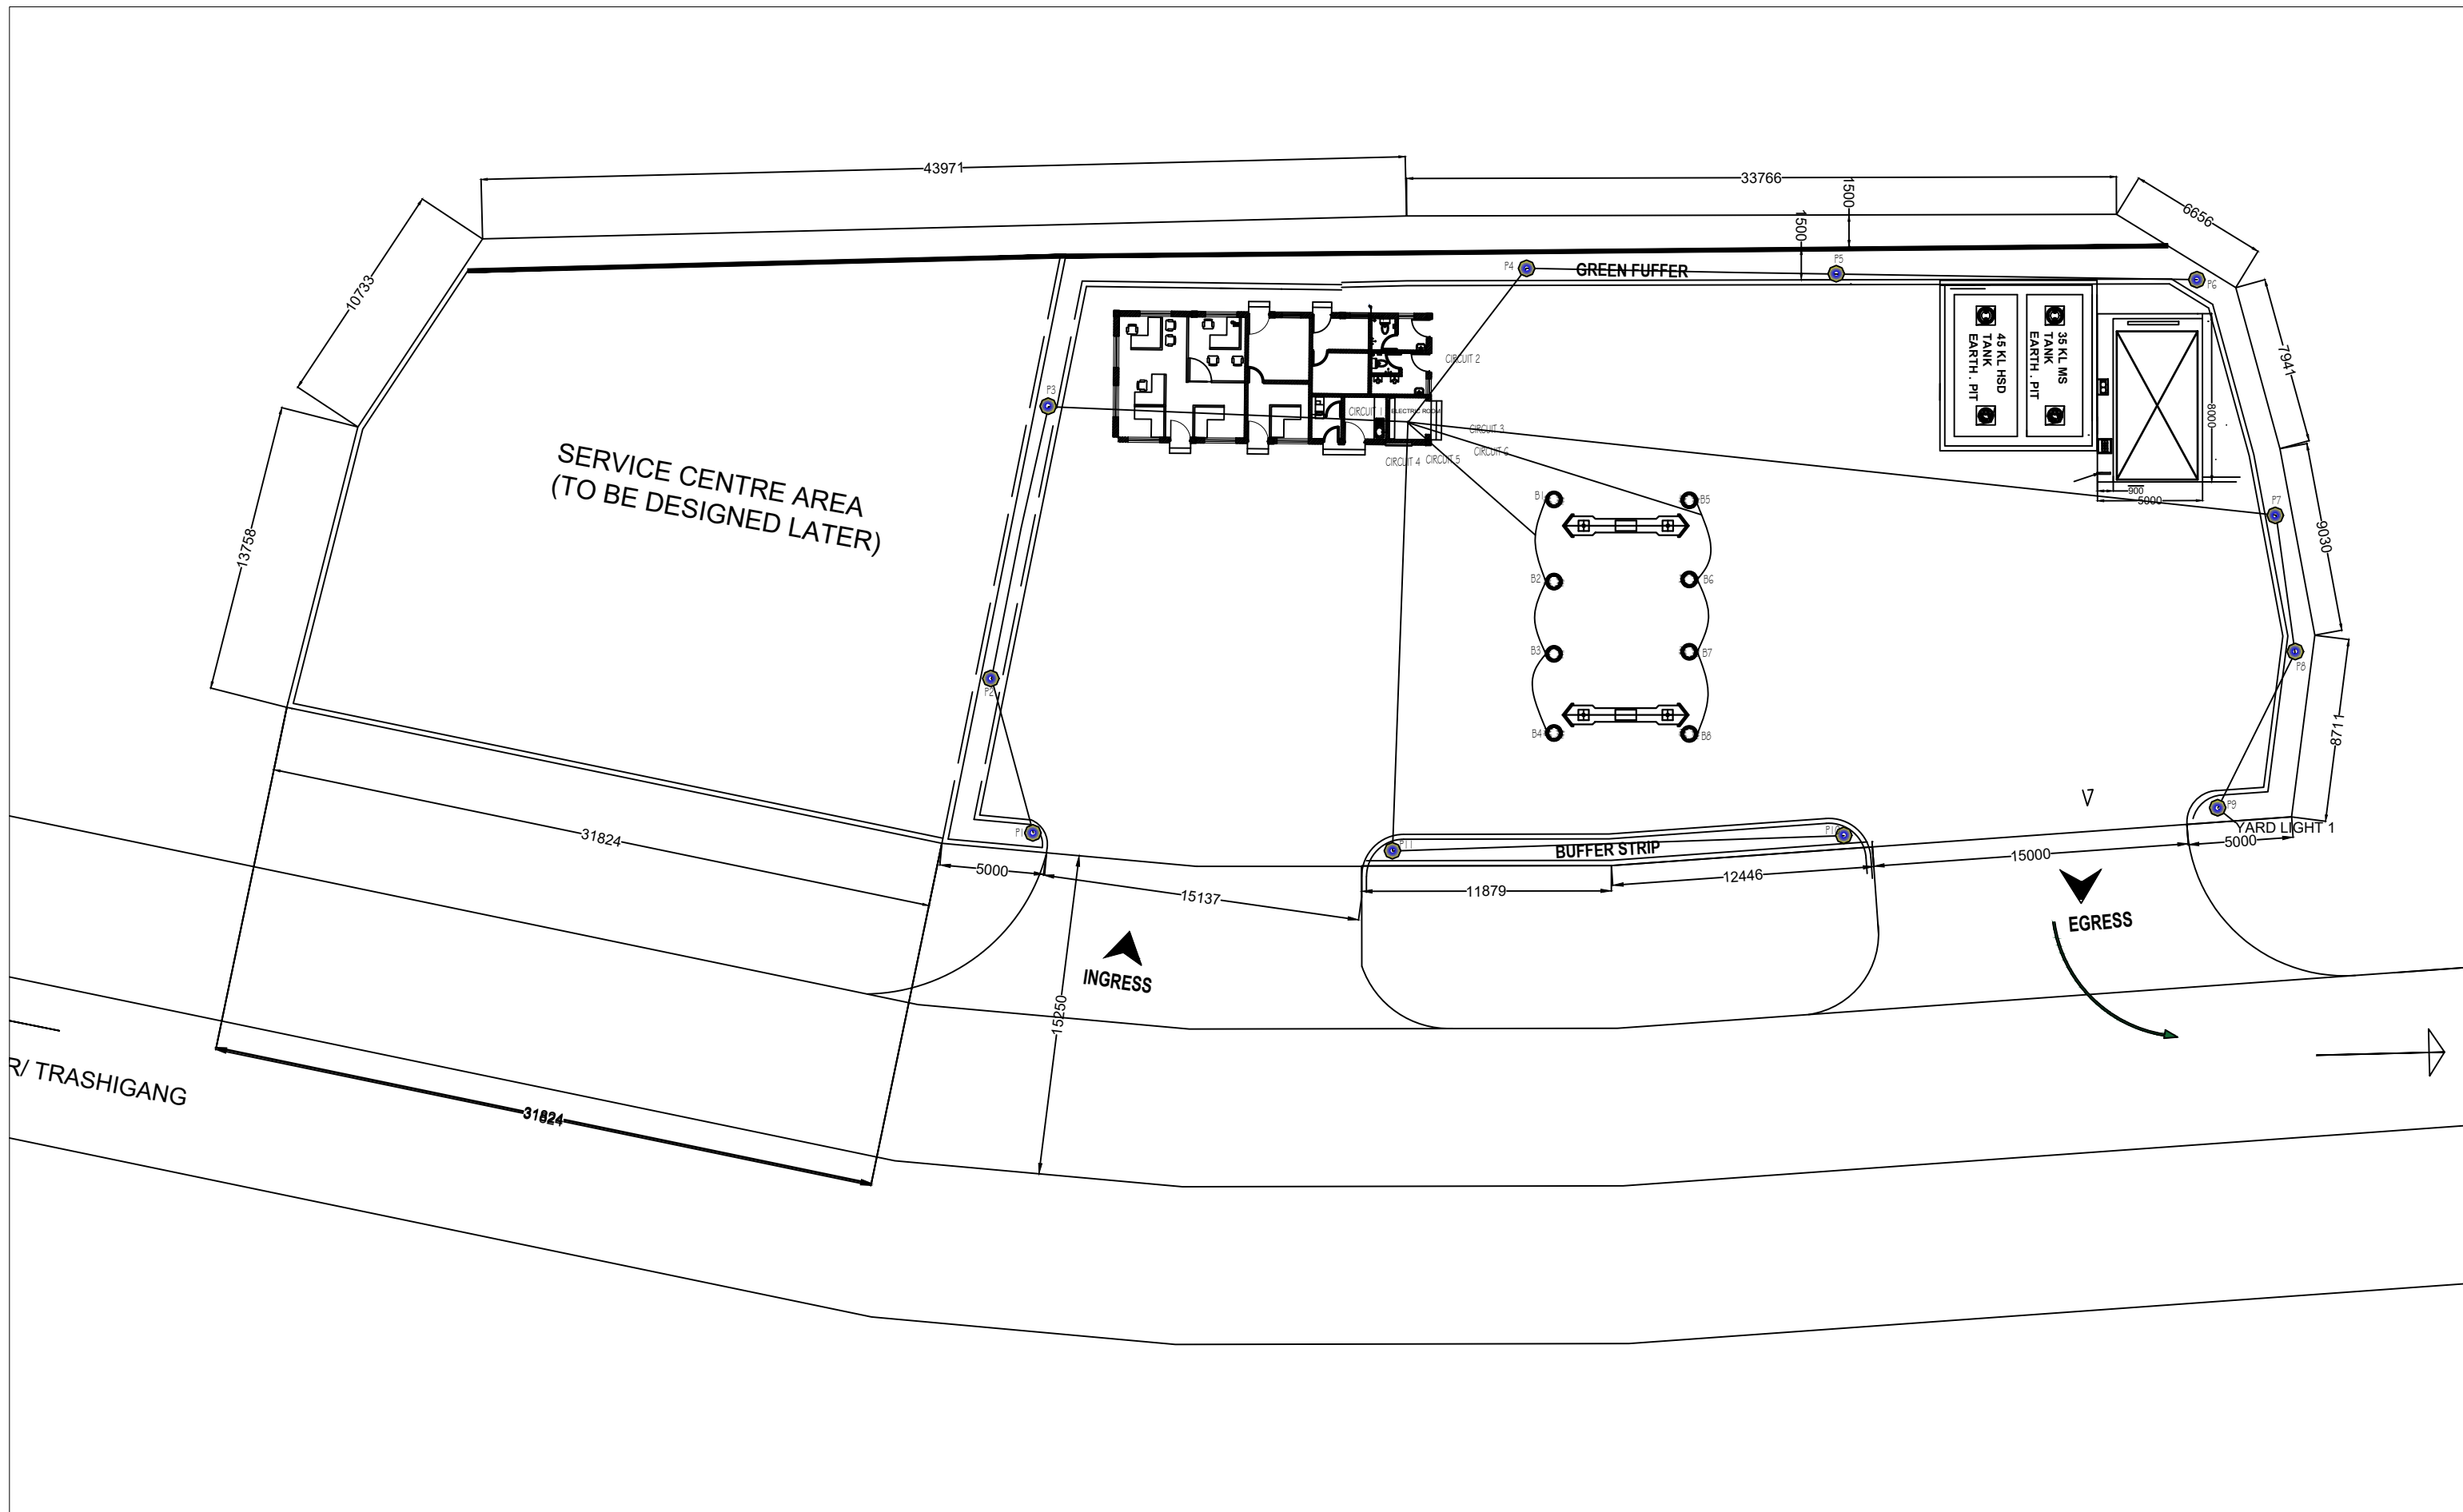 43971
33766
1500
1500
6656
10733
P4
GREEN FUFFER
P5
P6
7941
CIRCUIT 2
35 KL MS
TANK
EARTH . PIT
45 KL HSD
TANK
EARTH . PIT
8000
P3
CIRCUIT 1
ELECTRIC ROOM
CIRCUIT 3
CIRCUIT 6
CIRCUIT 4
CIRCUIT 5
SERVICE CENTRE AREA
(TO BE DESIGNED LATER)
13758
B1
B5
900
5000
P7
9030
B2
B6
B3
B7
P8
P2
B4
B8
8711
P1
P11
BUFFER STRIP
P9
YARD LIGHT 1
5000
31824
5000
15137
11879
12446
15000
INGRESS
EGRESS
15250
R/ TRASHIGANG
31824